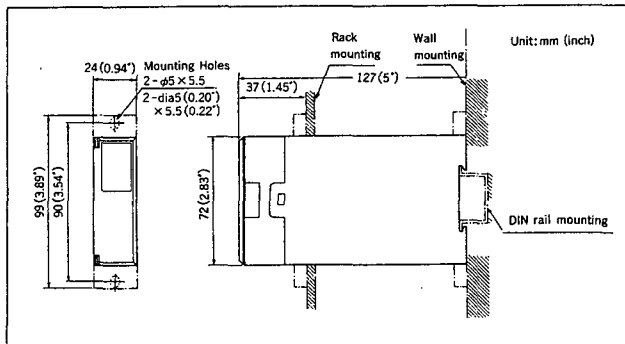 Rack mounting
Wall mounting
Unit: mm (inch)
24 (0.94")
Mounting Holes
2-φ5×5.5
2-dia5 (0.20")
×5.5 (0.22")
127 (5")
37 (1.45")
99 (3.89")
90 (3.54")
72 (2.83")
DIN rail mounting